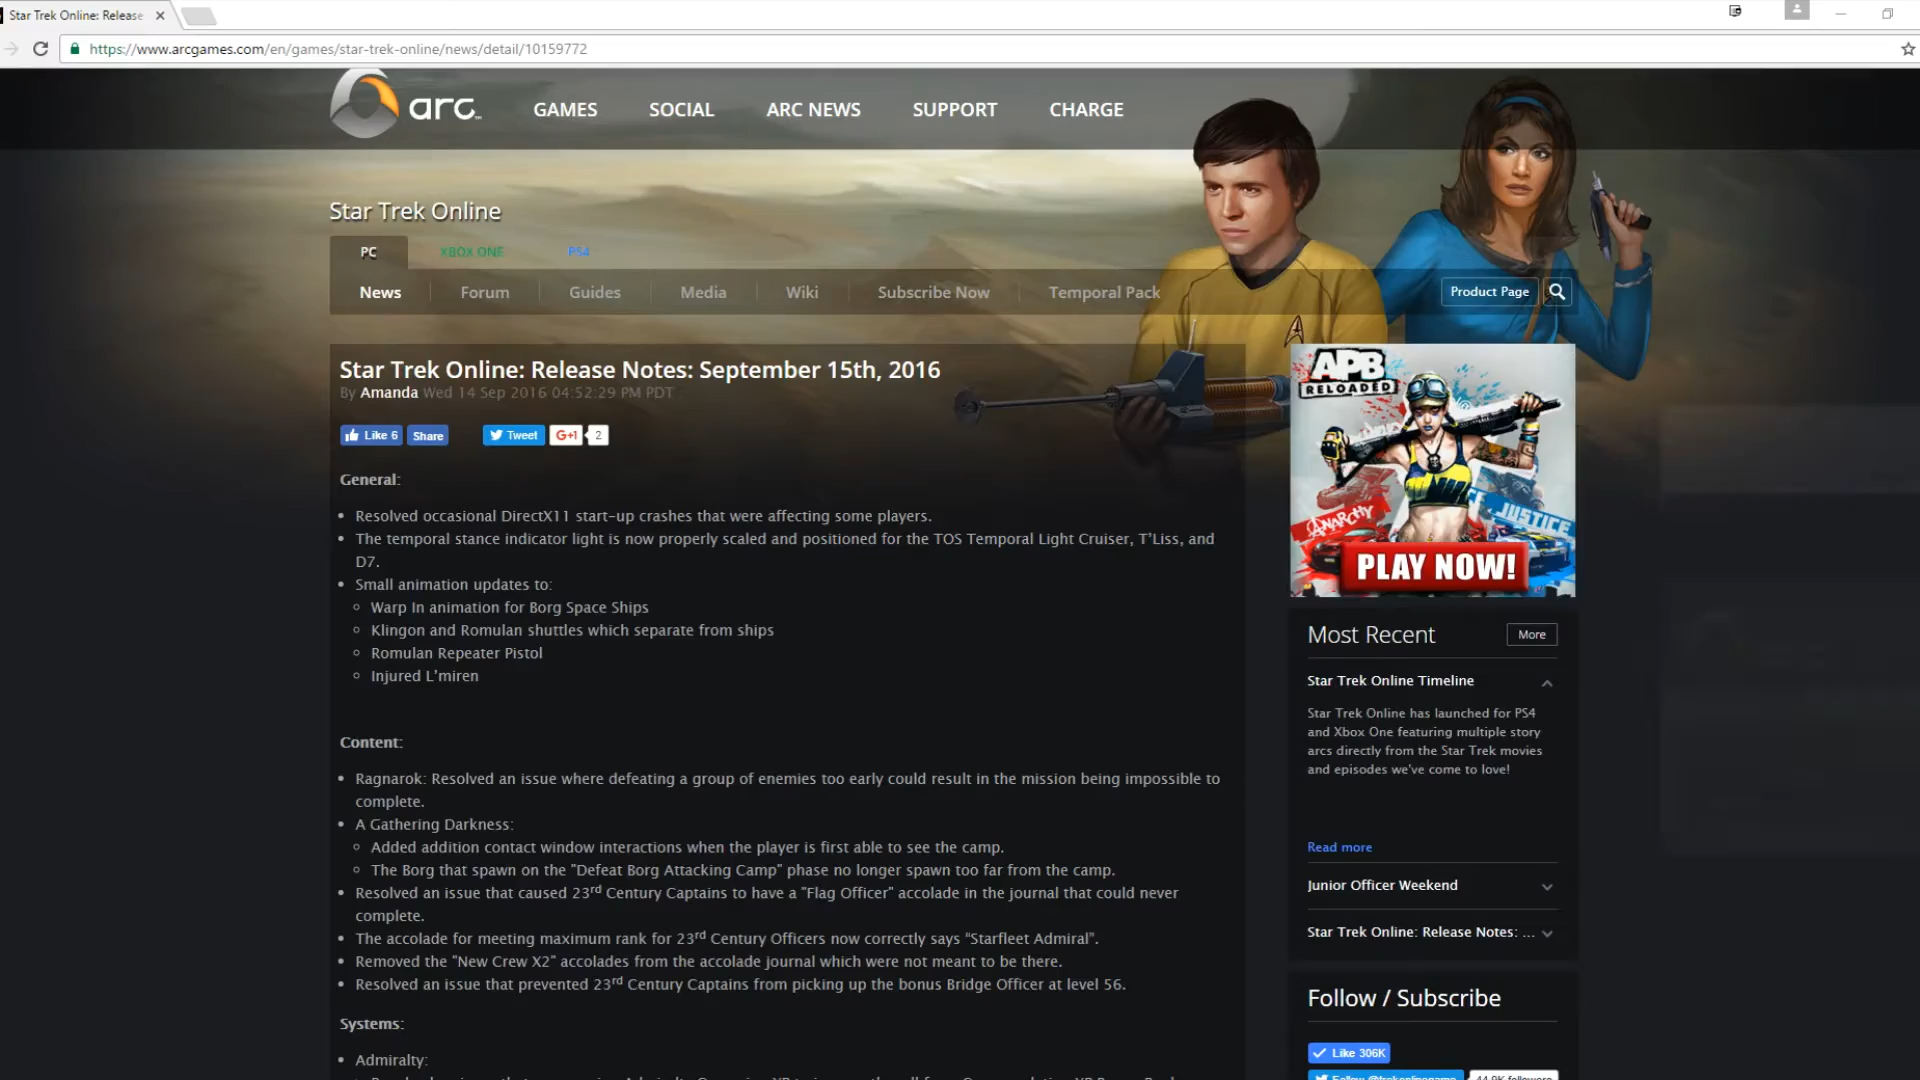 Star Trek Online: Release
https://www.arcgames.com/en/games/star-trek-online/news/detail/10159772
arc
GAMES SOCIAL ARC NEWS SUPPORT CHARGE
Star Trek Online
PC XBOX ONE PS4
News Forum Guides Media Wiki Subscribe Now Temporal Pack Product Page
Star Trek Online: Release Notes: September 15th, 2016
By Amanda Wed 14 Sep 2016 04:52:29 PM PDT
Like 6 Share Tweet G+1 2
General:
• Resolved occasional DirectX11 start-up crashes that were affecting some players.
• The temporal stance indicator light is now properly scaled and positioned for the TOS Temporal Light Cruiser, T'Liss, and
D7.
• Small animation updates to:
◦ Warp In animation for Borg Space Ships
◦ Klingon and Romulan shuttles which separate from ships
◦ Romulan Repeater Pistol
◦ Injured L'miren
Content:
• Ragnarok: Resolved an issue where defeating a group of enemies too early could result in the mission being impossible to
complete.
• A Gathering Darkness:
◦ Added addition contact window interactions when the player is first able to see the camp.
◦ The Borg that spawn on the "Defeat Borg Attacking Camp" phase no longer spawn too far from the camp.
• Resolved an issue that caused 23rd Century Captains to have a "Flag Officer" accolade in the journal that could never
complete.
• The accolade for meeting maximum rank for 23rd Century Officers now correctly says “Starfleet Admiral”.
• Removed the "New Crew X2" accolades from the accolade journal which were not meant to be there.
• Resolved an issue that prevented 23rd Century Captains from picking up the bonus Bridge Officer at level 56.
Systems:
• Admiralty:
APB
RELOADED
ANARCHY
JUSTICE
PLAY NOW!
Most Recent More
Star Trek Online Timeline
Star Trek Online has launched for PS4
and Xbox One featuring multiple story
arcs directly from the Star Trek movies
and episodes we've come to love!
Read more
Junior Officer Weekend
Star Trek Online: Release Notes: ...
Follow / Subscribe
Like 306K